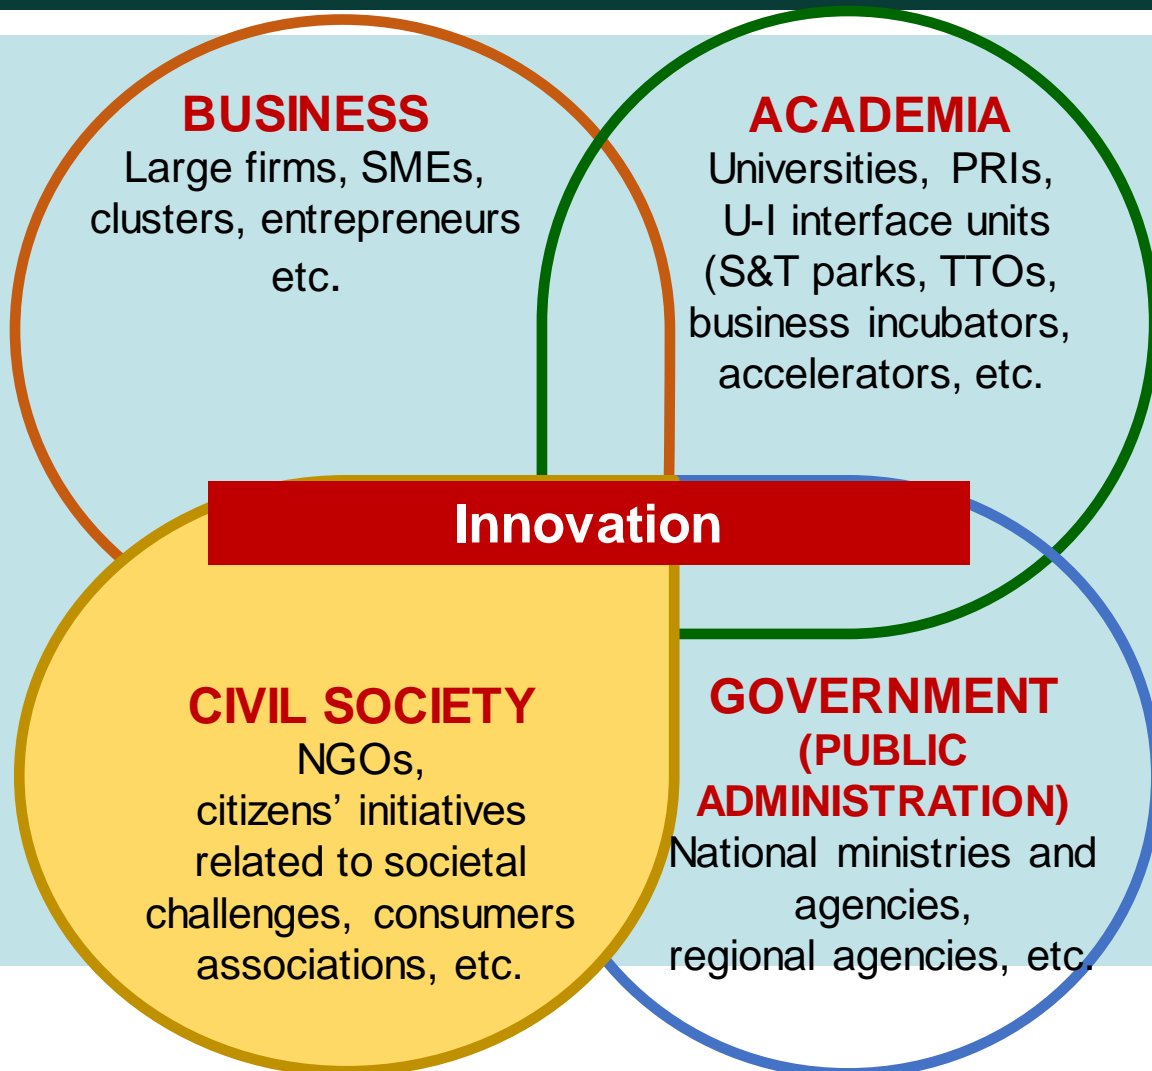 BUSINESS
Large firms, SMEs,
clusters, entrepreneurs
etc.
ACADEMIA
Universities, PRIs,
U-I interface units
(S&T parks, TTOs,
business incubators,
accelerators, etc.
Innovation
CIVIL SOCIETY
NGOs,
citizens’ initiatives
related to societal
challenges, consumers
associations, etc.
GOVERNMENT
(PUBLIC
ADMINISTRATION)
National ministries and
agencies,
regional agencies, etc.